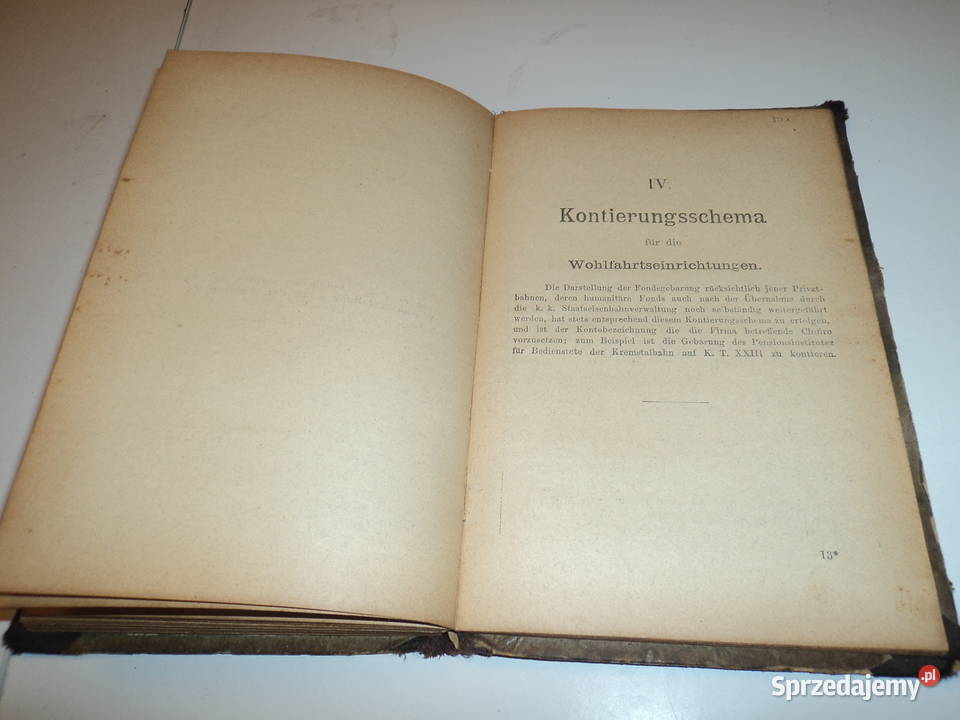 IV.
Kontierungsschema
für die
Wohlfahrtseinrichtungen.
Die Darstellung der Fondsgebarung rücksichtlich jener Privat-
bahnen, deren humanitäre Fonds auch nach der Übernahme durch
die k. k. Staatseisenbahnverwaltung noch selbständig weitergeführt
werden, hat stets entsprechend diesem Kontierungsschema zu erfolgen,
und ist der Kontobezeichnung die die Firma betreffende Chiffre
vorzusetzen; zum Beispiel ist die Gebarung des Pensionsinstitutes
für Bedienstete der Kremstalbahn auf K. T. XXIII zu kontieren.
13*
Sprzedajemy.pl